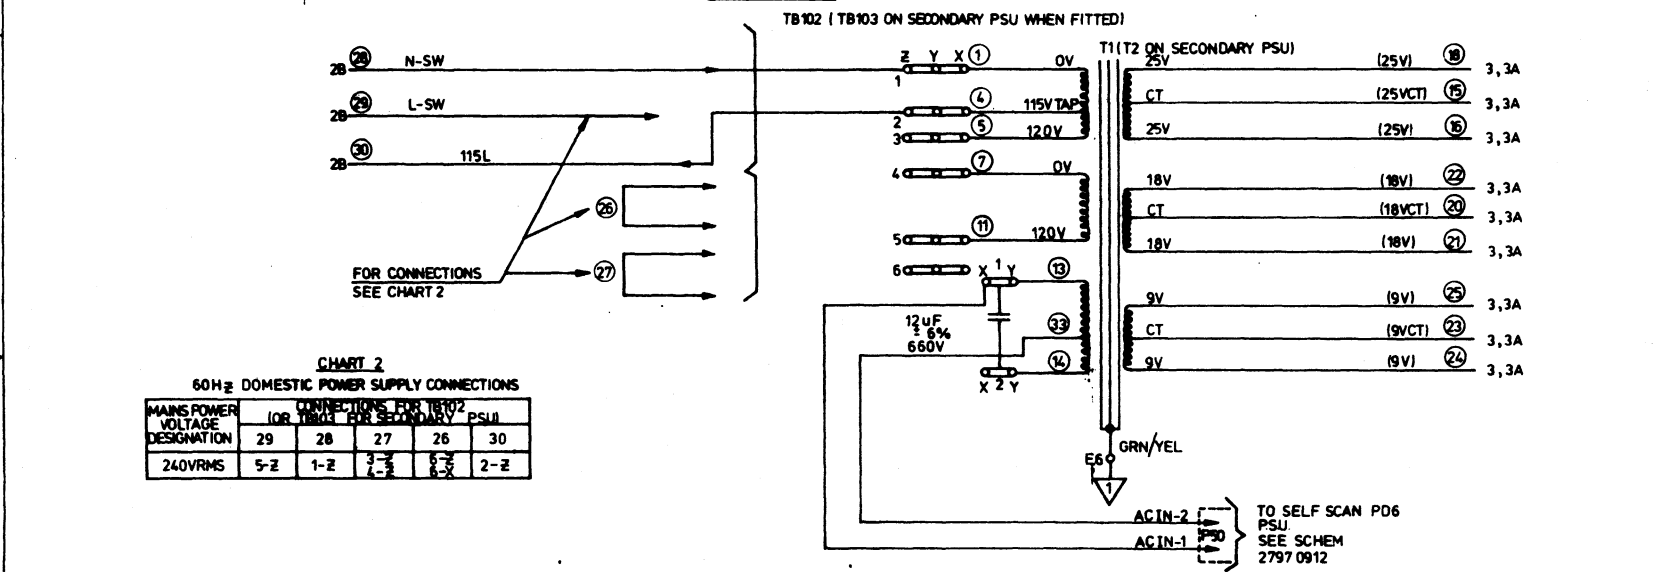 TB102 ( TB103 ON SECONDARY PSU WHEN FITTED)
T1(T2 ON SECONDARY PSU)
2B 28 N-SW
2B 29 L-SW
2B 30 115L
26
27
FOR CONNECTIONS
SEE CHART 2
Z Y X
1 1 0V
2 4 115V TAP
3 5 120V
4 7 0V
5 11 120V
6
X 1 Y 13
33
X 2 Y 14
12uF
± 6%
660V
25V (25V) 18 3,3A
CT (25VCT) 15 3,3A
25V (25V) 16 3,3A
18V (18V) 22 3,3A
CT (18VCT) 20 3,3A
18V (18V) 21 3,3A
9V (9V) 25 3,3A
CT (9VCT) 23 3,3A
9V (9V) 24 3,3A
GRN/YEL
E6
1
AC IN-2
AC IN-1
P50
TO SELF SCAN PD6
PSU
SEE SCHEM
2797 0912
CHART 2
60HZ DOMESTIC POWER SUPPLY CONNECTIONS
MAINS POWER
VOLTAGE
DESIGNATION
CONNECTIONS FOR TB102
(OR TB103 FOR SECONDARY PSU)
29 28 27 26 30
240VRMS 5-Z 1-Z 3-Z 4-Z 6-X 2-Z